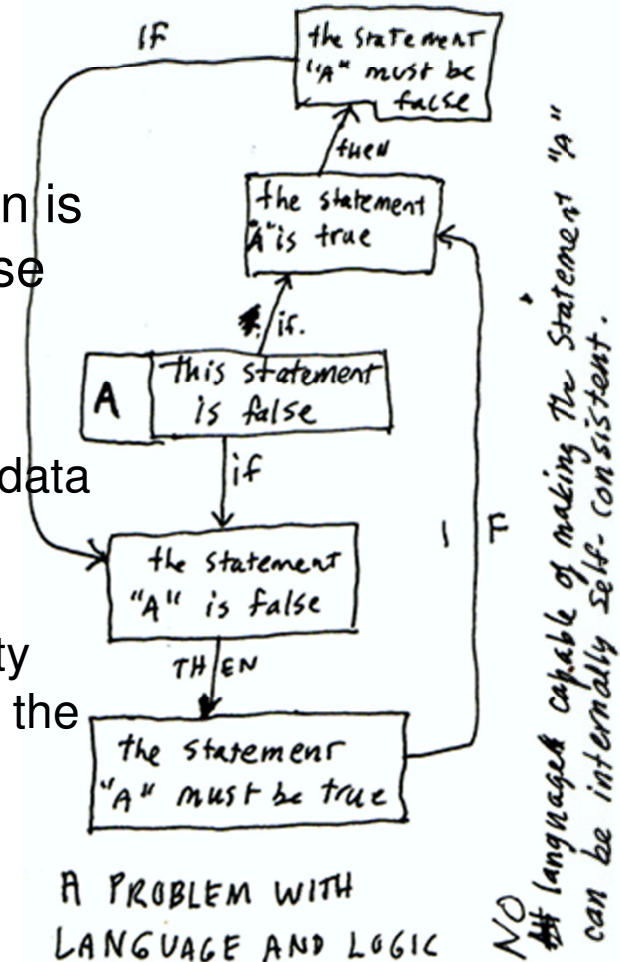 IF
the statement
"A" must be
false
then
n is
the statement
"A" is true
se
if.
A
This statement
is false
data
if
the statement
"A" is false
I F
ty
TH EN
the
the statement
"A" must be true
A PROBLEM WITH
LANGUAGE AND LOGIC
NO language capable of making The Statement "A"
can be internally self-consistent.